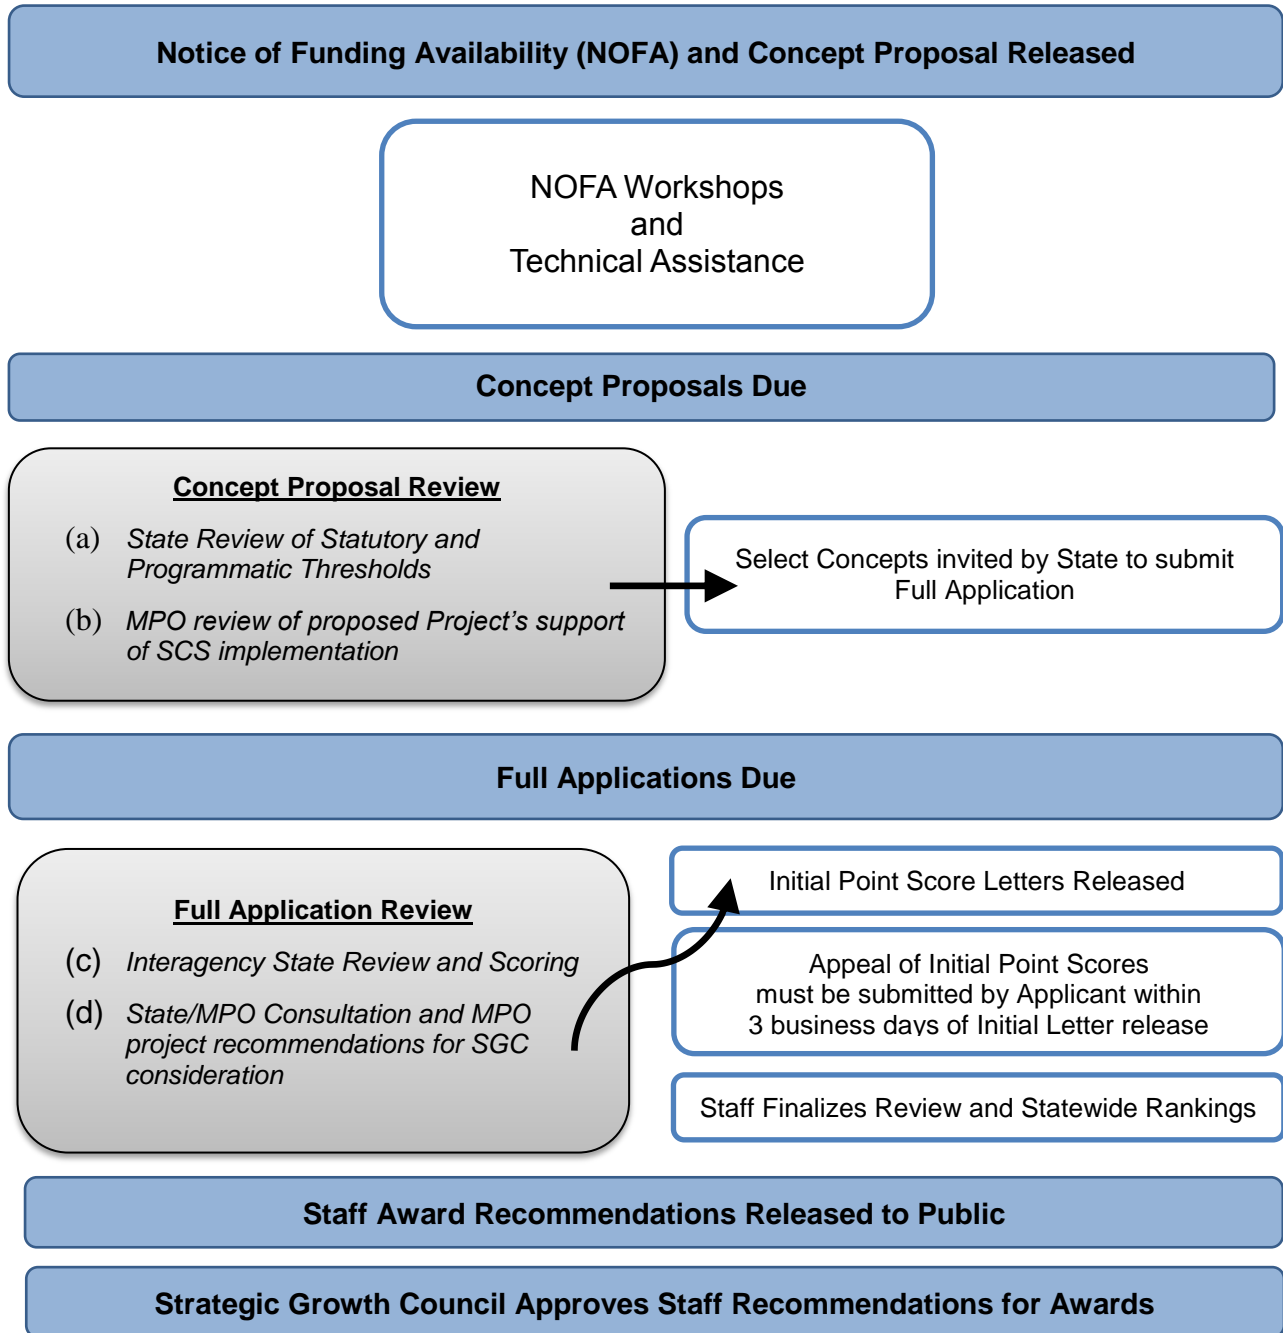 Notice of Funding Availability (NOFA) and Concept Proposal Released
NOFA Workshops
and
Technical Assistance
Concept Proposals Due
Concept Proposal Review
(a) State Review of Statutory and
Programmatic Thresholds
(b) MPO review of proposed Project’s support
of SCS implementation
Select Concepts invited by State to submit
Full Application
Full Applications Due
Full Application Review
(c) Interagency State Review and Scoring
(d) State/MPO Consultation and MPO
project recommendations for SGC
consideration
Initial Point Score Letters Released
Appeal of Initial Point Scores
must be submitted by Applicant within
3 business days of Initial Letter release
Staff Finalizes Review and Statewide Rankings
Staff Award Recommendations Released to Public
Strategic Growth Council Approves Staff Recommendations for Awards